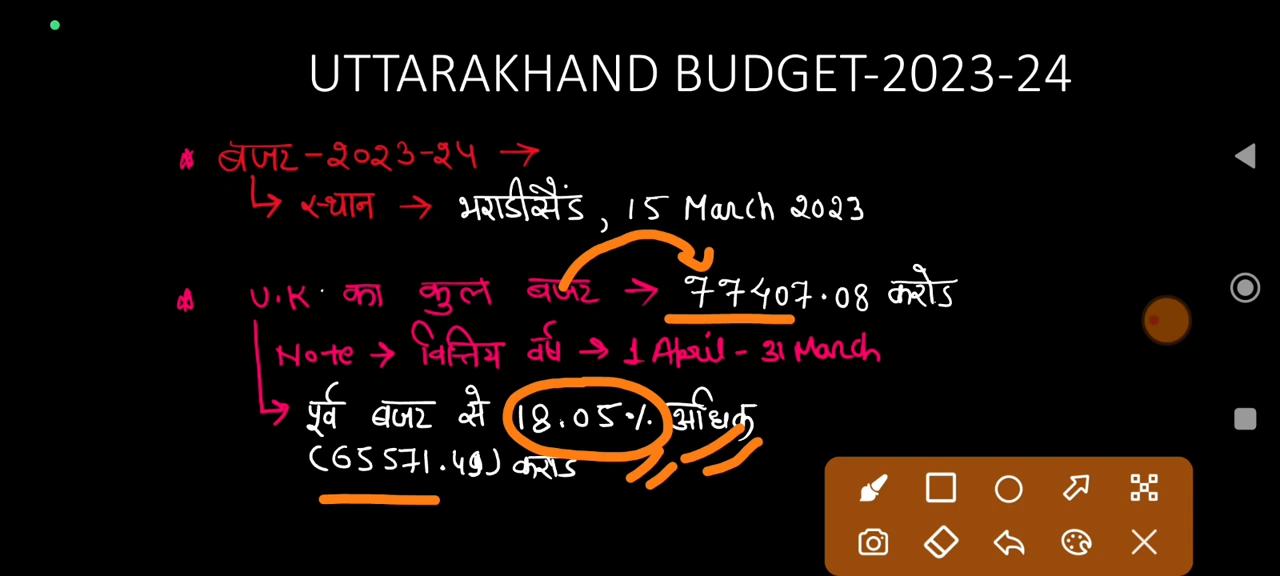 UTTARAKHAND BUDGET-2023-24
* बजट-2023-24 →
स्थान → भराडीसैंण, 15 March 2023
* U.K. का कुल बजट → 77407.08 करोड
Note → वित्तिय वर्ष → 1 April - 31 March
पूर्व बजट से 18.05% अधिक
(65571.49) करोड